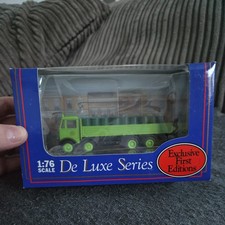 1:76
SCALE
De Luxe Series
Exclusive
First
Editions